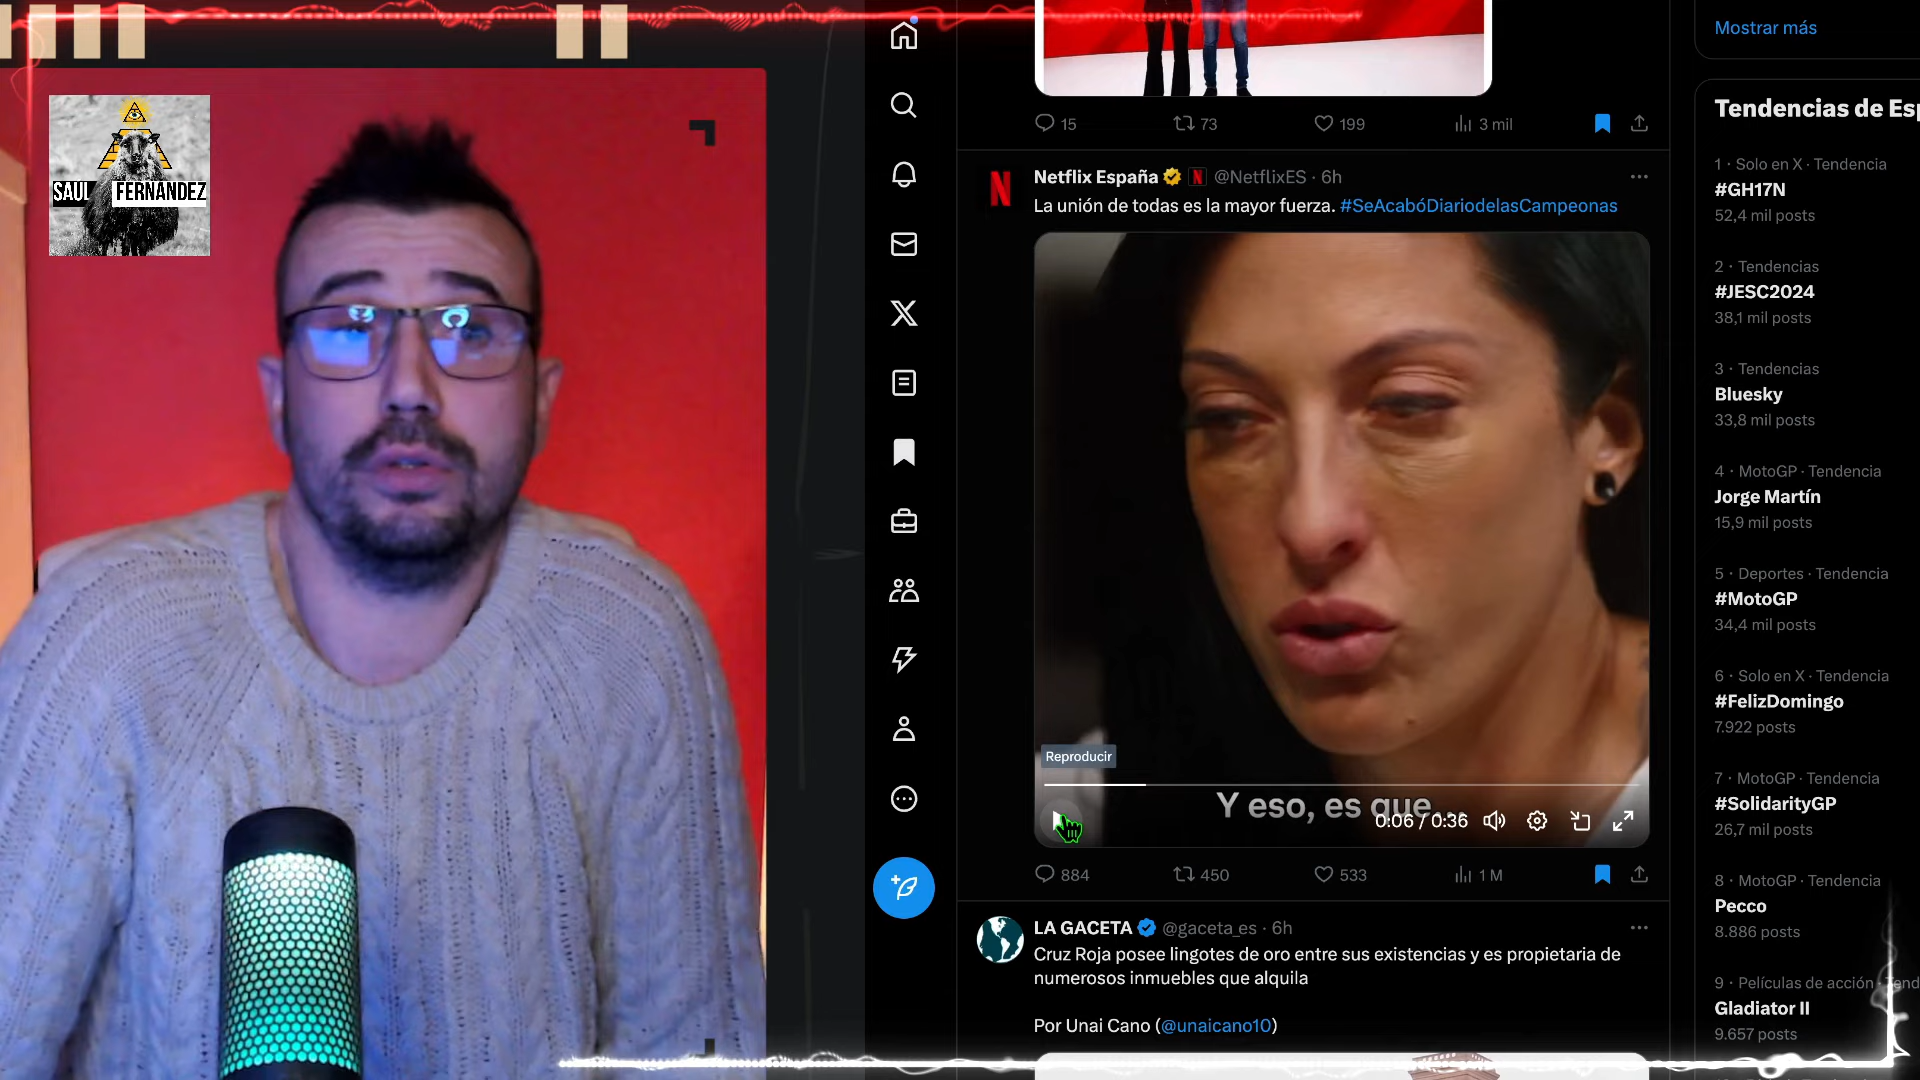 SAUL FERNANDEZ
15
73
199
3 mil
Netflix España @NetflixES · 6h
La unión de todas es la mayor fuerza. #SeAcabóDiariodelasCampeonas
Reproducir
Y eso, es que...
0:06 / 0:36
884
450
533
1 M
LA GACETA @gaceta_es · 6h
Cruz Roja posee lingotes de oro entre sus existencias y es propietaria de
numerosos inmuebles que alquila
Por Unai Cano (@unaicano10)
Mostrar más
Tendencias de Esp
1 · Solo en X · Tendencia
#GH17N
52,4 mil posts
2 · Tendencias
#JESC2024
38,1 mil posts
3 · Tendencias
Bluesky
33,8 mil posts
4 · MotoGP · Tendencia
Jorge Martín
15,9 mil posts
5 · Deportes · Tendencia
#MotoGP
34,4 mil posts
6 · Solo en X · Tendencia
#FelizDomingo
7.922 posts
7 · MotoGP · Tendencia
#SolidarityGP
26,7 mil posts
8 · MotoGP · Tendencia
Pecco
8.886 posts
9 · Películas de acción · Tend
Gladiator II
9.657 posts